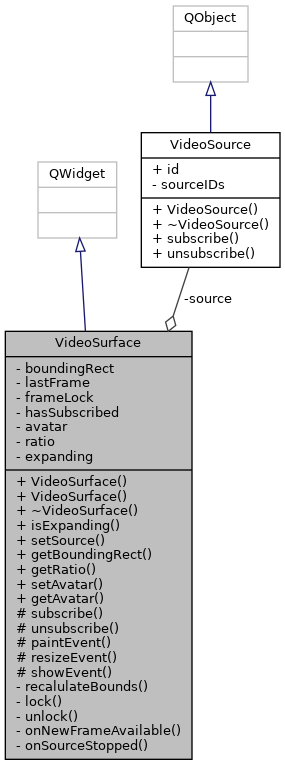 QObject
VideoSource
+ id
- sourceIDs
+ VideoSource()
+ ~VideoSource()
+ subscribe()
+ unsubscribe()
QWidget
-source
VideoSurface
- boundingRect
- lastFrame
- frameLock
- hasSubscribed
- avatar
- ratio
- expanding
+ VideoSurface()
+ VideoSurface()
+ ~VideoSurface()
+ isExpanding()
+ setSource()
+ getBoundingRect()
+ getRatio()
+ setAvatar()
+ getAvatar()
# subscribe()
# unsubscribe()
# paintEvent()
# resizeEvent()
# showEvent()
- recalulateBounds()
- lock()
- unlock()
- onNewFrameAvailable()
- onSourceStopped()